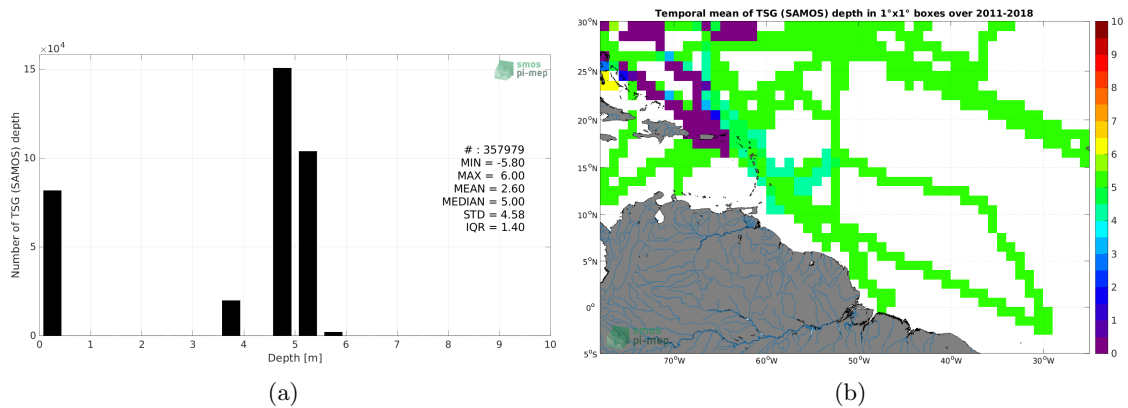 ×10⁴
15
10
5
0
Number of TSG (SAMOS) depth
smos
pi-mep
# : 357979
MIN = -5.80
MAX = 6.00
MEAN = 2.60
MEDIAN = 5.00
STD = 4.58
IQR = 1.40
0 1 2 3 4 5 6 7 8 9 10
Depth [m]
(a)
Temporal mean of TSG (SAMOS) depth in 1°x1° boxes over 2011-2018
30°N
25°N
20°N
15°N
10°N
5°N
0°
5°S
70°W 60°W 50°W 40°W 30°W
smos
pi-mep
10
9
8
7
6
5
4
3
2
1
0
(b)